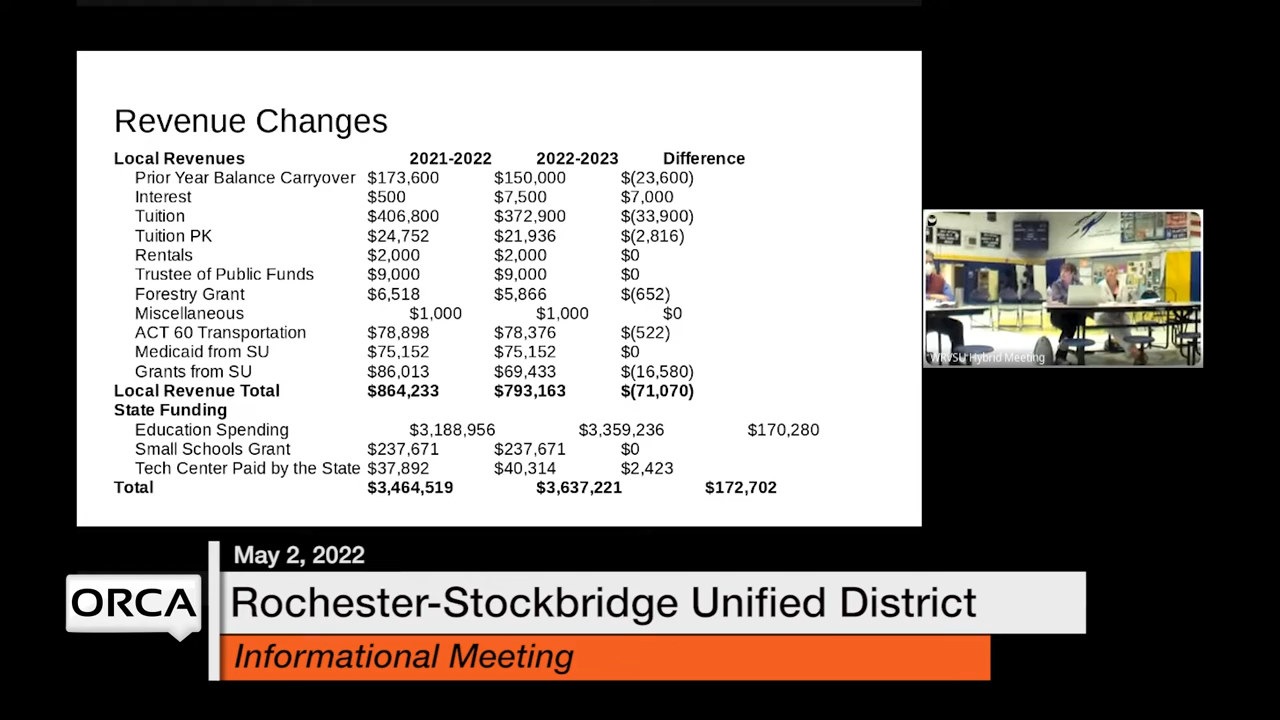 Revenue Changes
Local Revenues 2021-2022 2022-2023 Difference
Prior Year Balance Carryover $173,600 $150,000 $(23,600)
Interest $500 $7,500 $7,000
Tuition $406,800 $372,900 $(33,900)
Tuition PK $24,752 $21,936 $(2,816)
Rentals $2,000 $2,000 $0
Trustee of Public Funds $9,000 $9,000 $0
Forestry Grant $6,518 $5,866 $(652)
Miscellaneous $1,000 $1,000 $0
ACT 60 Transportation $78,898 $78,376 $(522)
Medicaid from SU $75,152 $75,152 $0
Grants from SU $86,013 $69,433 $(16,580)
Local Revenue Total $864,233 $793,163 $(71,070)
State Funding
Education Spending $3,188,956 $3,359,236 $170,280
Small Schools Grant $237,671 $237,671 $0
Tech Center Paid by the State $37,892 $40,314 $2,423
Total $3,464,519 $3,637,221 $172,702
WRVSU Hybrid Meeting
May 2, 2022
ORCA
Rochester-Stockbridge Unified District
Informational Meeting